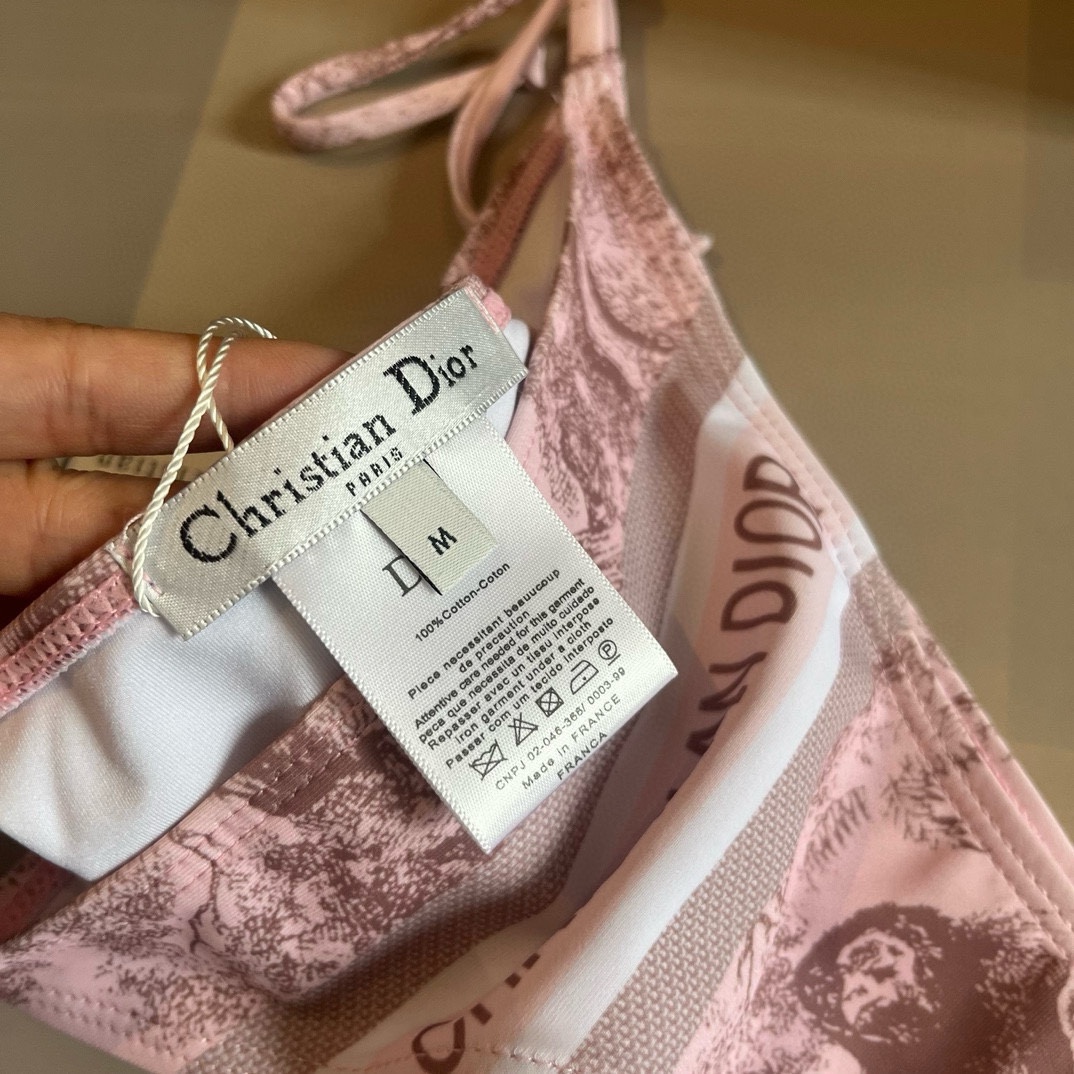 Christian Dior
PARIS
M
D
100%Cotton-Coton
Piece necessitant beauucoup
de precaution
Attentive care needed for this garment
peca que necessita de muito cuidado
Repasser avec un tissu interpose
iron garment under a cloth
Passar com um tecido interposto
CNPJ 02-046-368/ 0003-99
Made in FRANCE
FRANCA
AN DIOR